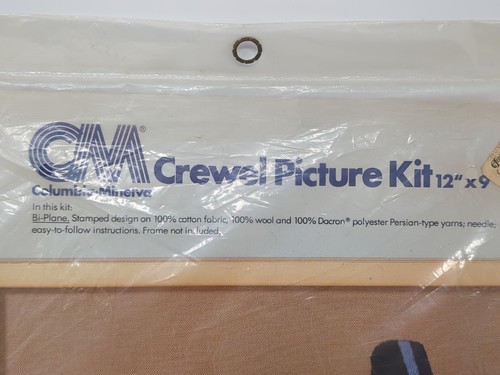 CM®
Columbia-Minerva
Crewel Picture Kit 12" x 9
In this kit:
Bi-Plane. Stamped design on 100% cotton fabric, 100% wool and 100% Dacron® polyester Persian-type yarns; needle;
easy-to-follow instructions. Frame not included.